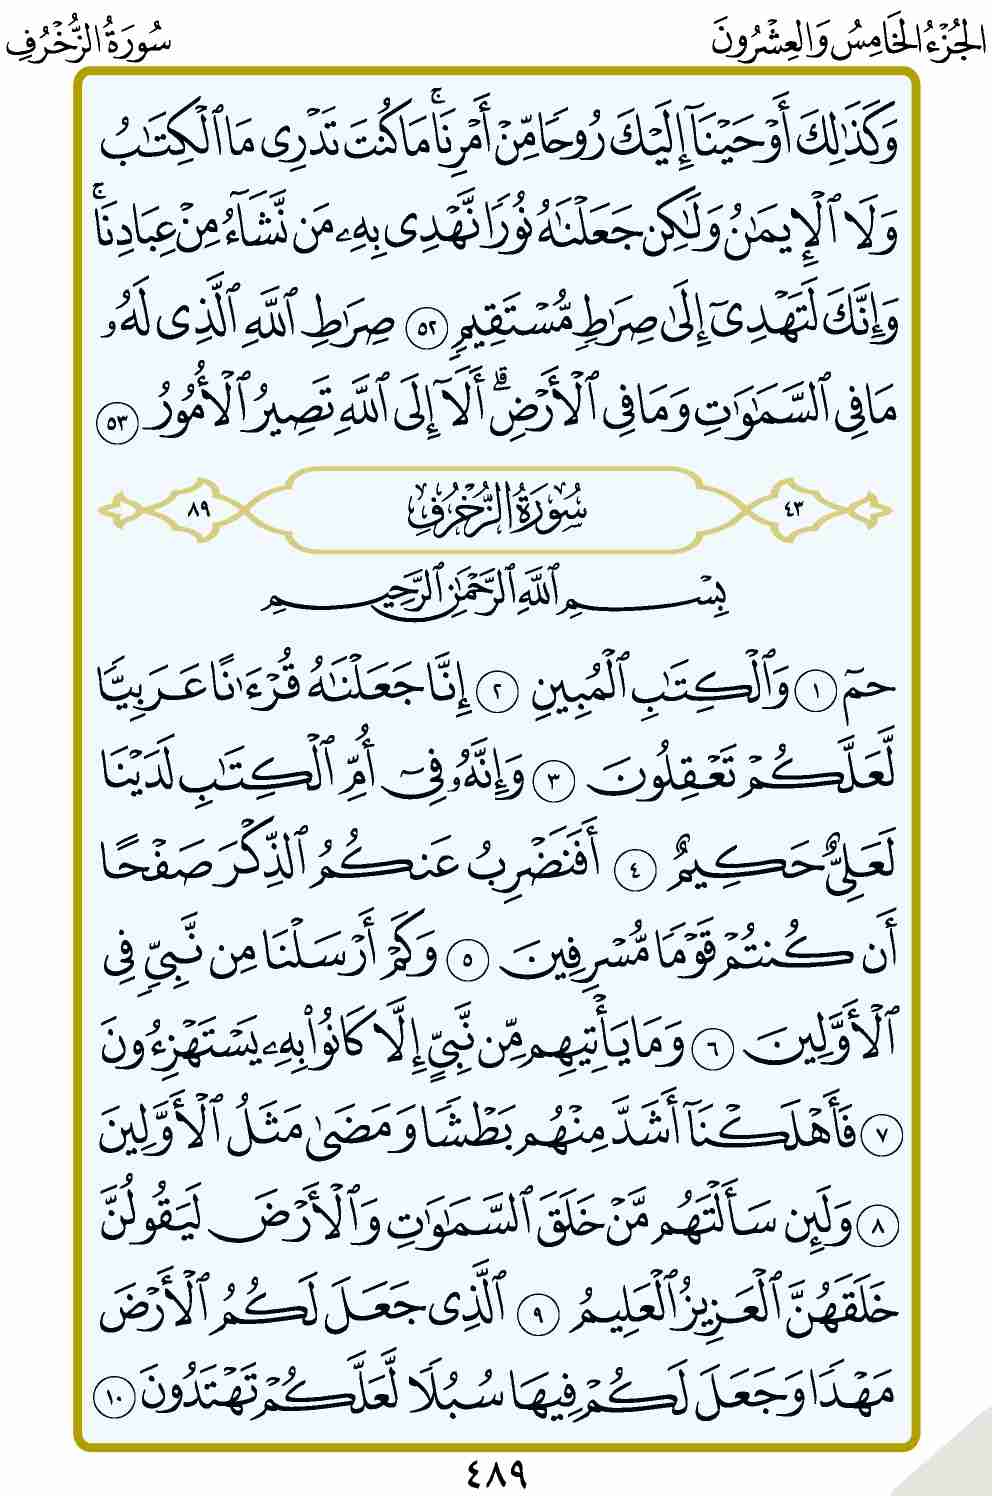 الجُزْءُ الخَامِسُ وَالعِشْرُونَ
سُورَةُ الزُّخْرُفِ
وَكَذَٰلِكَ أَوْحَيْنَآ إِلَيْكَ رُوحًا مِّنْ أَمْرِنَاۚ مَا كُنتَ تَدْرِى مَا ٱلْكِتَٰبُ
وَلَا ٱلْإِيمَٰنُ وَلَٰكِن جَعَلْنَٰهُ نُورًا نَّهْدِى بِهِۦ مَن نَّشَآءُ مِنْ عِبَادِنَاۚ
وَإِنَّكَ لَتَهْدِىٓ إِلَىٰ صِرَٰطٍ مُّسْتَقِيمٍ ٥٢ صِرَٰطِ ٱللَّهِ ٱلَّذِى لَهُۥ
مَا فِى ٱلسَّمَٰوَٰتِ وَمَا فِى ٱلْأَرْضِۗ أَلَآ إِلَى ٱللَّهِ تَصِيرُ ٱلْأُمُورُ ٥٣
٤٣ سُورَةُ الزُّخْرُفِ ٨٩
بِسْمِ ٱللَّهِ ٱلرَّحْمَٰنِ ٱلرَّحِيمِ
حمٓ ١ وَٱلْكِتَٰبِ ٱلْمُبِينِ ٢ إِنَّا جَعَلْنَٰهُ قُرْءَٰنًا عَرَبِيًّا
لَّعَلَّكُمْ تَعْقِلُونَ ٣ وَإِنَّهُۥ فِىٓ أُمِّ ٱلْكِتَٰبِ لَدَيْنَا
لَعَلِىٌّ حَكِيمٌ ٤ أَفَنَضْرِبُ عَنكُمُ ٱلذِّكْرَ صَفْحًا
أَن كُنتُمْ قَوْمًا مُّسْرِفِينَ ٥ وَكَمْ أَرْسَلْنَا مِن نَّبِىٍّ فِى
ٱلْأَوَّلِينَ ٦ وَمَا يَأْتِيهِم مِّن نَّبِىٍّ إِلَّا كَانُوا۟ بِهِۦ يَسْتَهْزِءُونَ
٧ فَأَهْلَكْنَآ أَشَدَّ مِنْهُم بَطْشًا وَمَضَىٰ مَثَلُ ٱلْأَوَّلِينَ
٨ وَلَئِن سَأَلْتَهُم مَّنْ خَلَقَ ٱلسَّمَٰوَٰتِ وَٱلْأَرْضَ لَيَقُولُنَّ
خَلَقَهُنَّ ٱلْعَزِيزُ ٱلْعَلِيمُ ٩ ٱلَّذِى جَعَلَ لَكُمُ ٱلْأَرْضَ
مَهْدًا وَجَعَلَ لَكُمْ فِيهَا سُبُلًا لَّعَلَّكُمْ تَهْتَدُونَ ١٠
٤٨٩